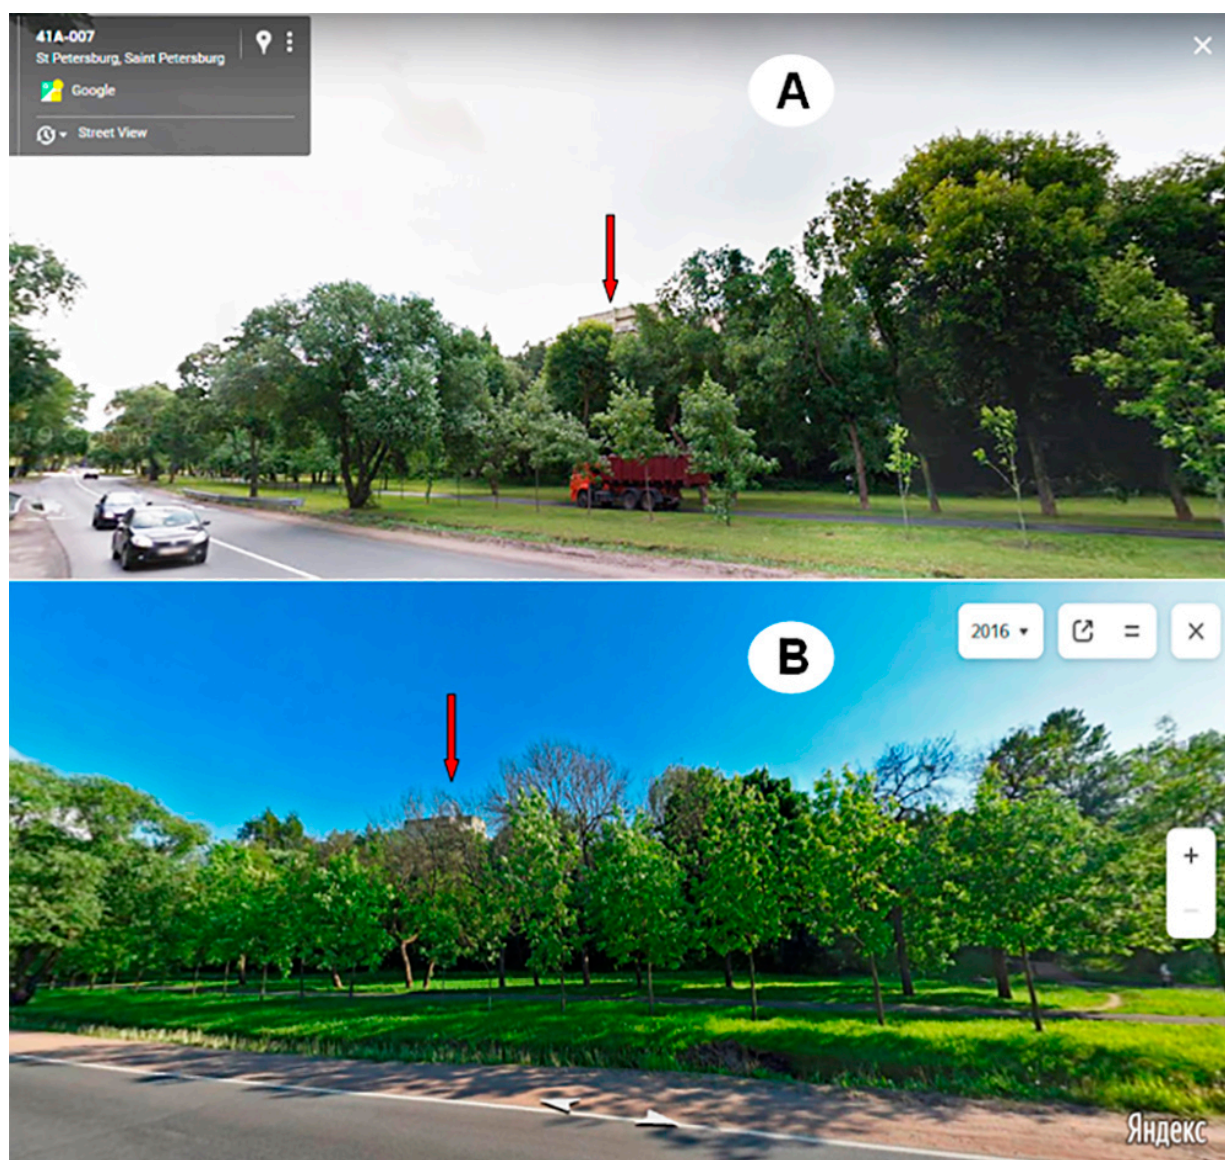 41A-007
St Petersburg, Saint Petersburg
Google
Street View
A
2016
B
Яндекс